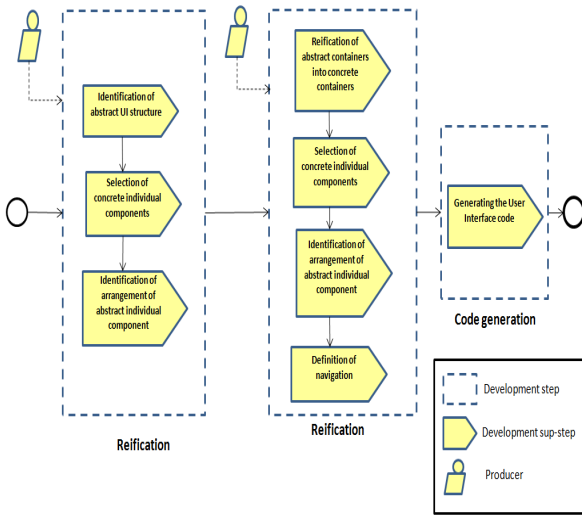 Identification of
abstract UI structure
Selection of
concrete individual
components
Identification of
arrangement of
abstract individual
component
Reification
Reification of
abstract containers
into concrete
containers
Selection of
concrete individual
components
Identification of
arrangement of
abstract individual
component
Definition of
navigation
Reification
Generating the User
Interface code
Code generation
Development step
Development sup-step
Producer